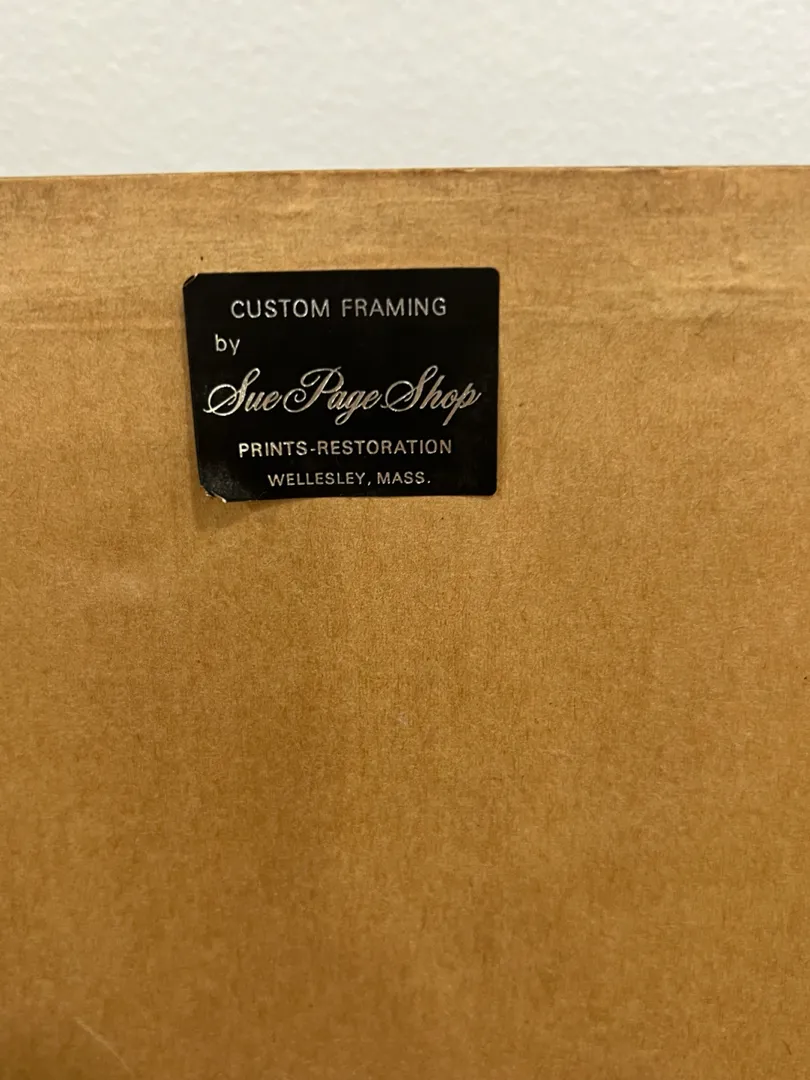 CUSTOM FRAMING
by
Sue Page Shop
PRINTS-RESTORATION
WELLESLEY, MASS.